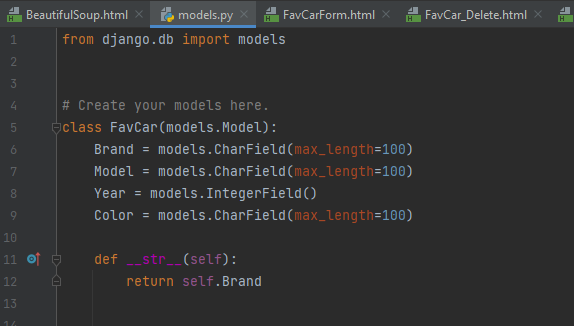 BeautifulSoup.html models.py FavCarForm.html FavCar_Delete.html
1 from django.db import models
2
3
4 # Create your models here.
5 class FavCar(models.Model):
6 Brand = models.CharField(max_length=100)
7 Model = models.CharField(max_length=100)
8 Year = models.IntegerField()
9 Color = models.CharField(max_length=100)
10
11 def __str__(self):
12 return self.Brand
13
14